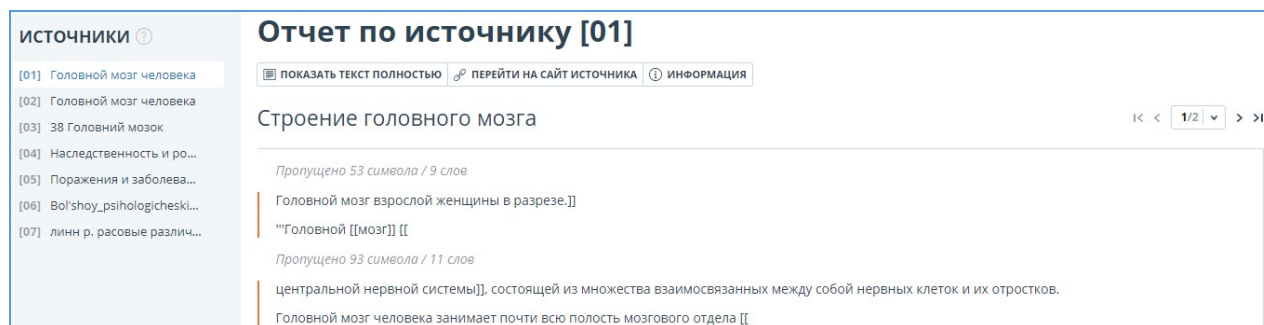 ИСТОЧНИКИ ?
[01] Головной мозг человека
[02] Головной мозг человека
[03] 38 Головний мозок
[04] Наследственность и ро...
[05] Поражения и заболева...
[06] Bol'shoy_psihologicheski...
[07] линн р. расовые различ...
Отчет по источнику [01]
ПОКАЗАТЬ ТЕКСТ ПОЛНОСТЬЮ ПЕРЕЙТИ НА САЙТ ИСТОЧНИКА ИНФОРМАЦИЯ
Строение головного мозга
1/2
Пропущено 53 символа / 9 слов
Головной мозг взрослой женщины в разрезе.]]
'''Головной [[мозг]] [[
Пропущено 93 символа / 11 слов
центральной нервной системы]], состоящей из множества взаимосвязанных между собой нервных клеток и их отростков.
Головной мозг человека занимает почти всю полость мозгового отдела [[